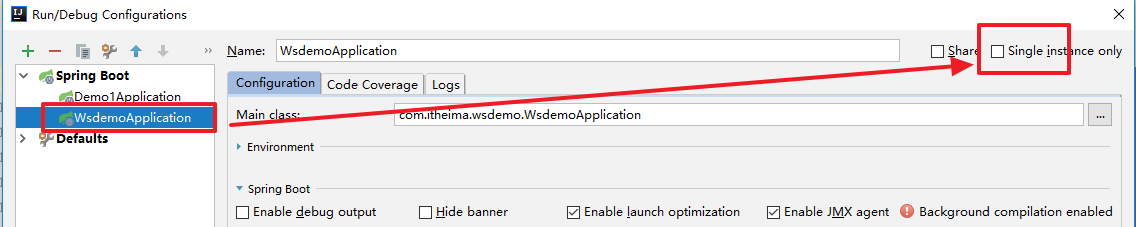 Run/Debug Configurations
Name: WsdemoApplication Share Single instance only
Spring Boot
Demo1Application
WsdemoApplication
Defaults
Configuration Code Coverage Logs
Main class: com.itheima.wsdemo.WsdemoApplication ...
Environment
Spring Boot
Enable debug output Hide banner Enable launch optimization Enable JMX agent Background compilation enabled